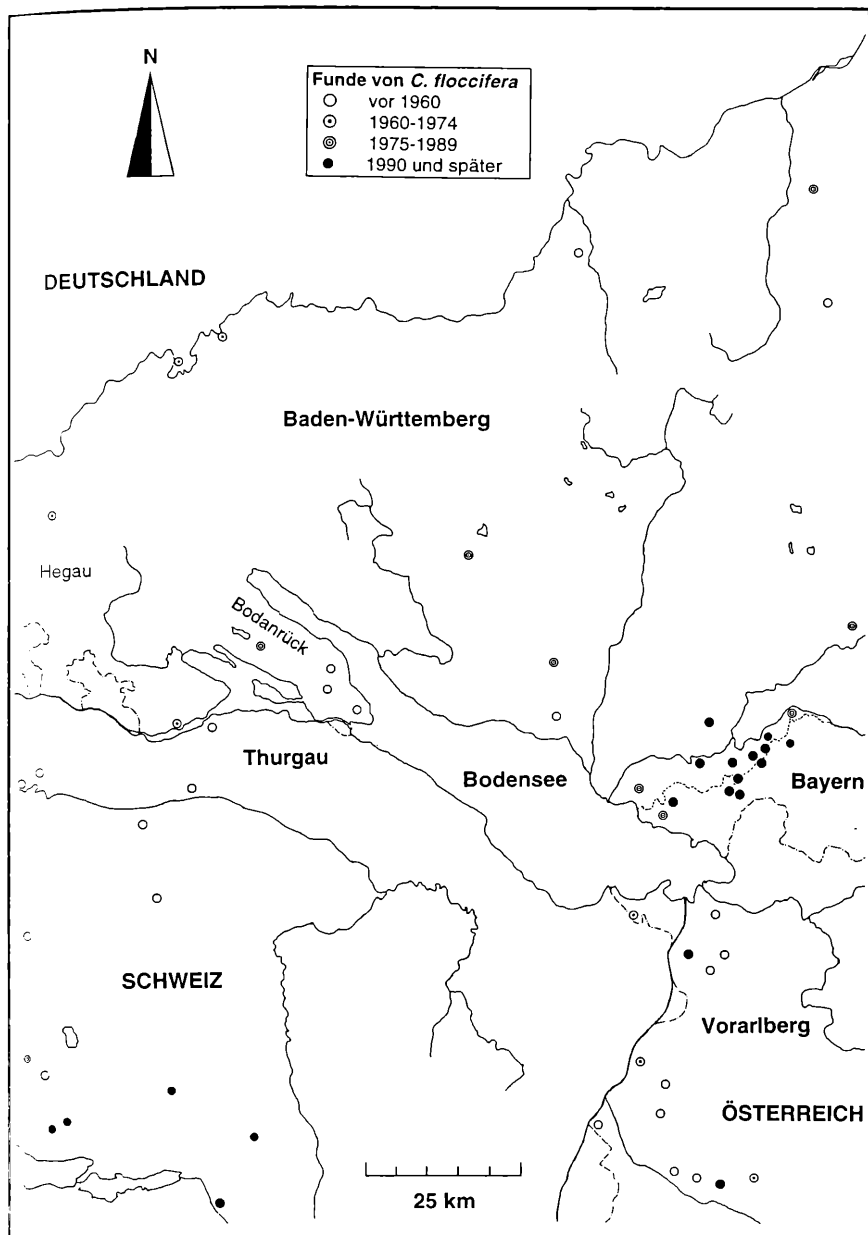 N
Funde von C. floccifera
vor 1960
1960-1974
1975-1989
1990 und später
DEUTSCHLAND
Baden-Württemberg
Hegau
Bodanrück
Thurgau
Bodensee
Bayern
SCHWEIZ
Vorarlberg
ÖSTERREICH
25 km